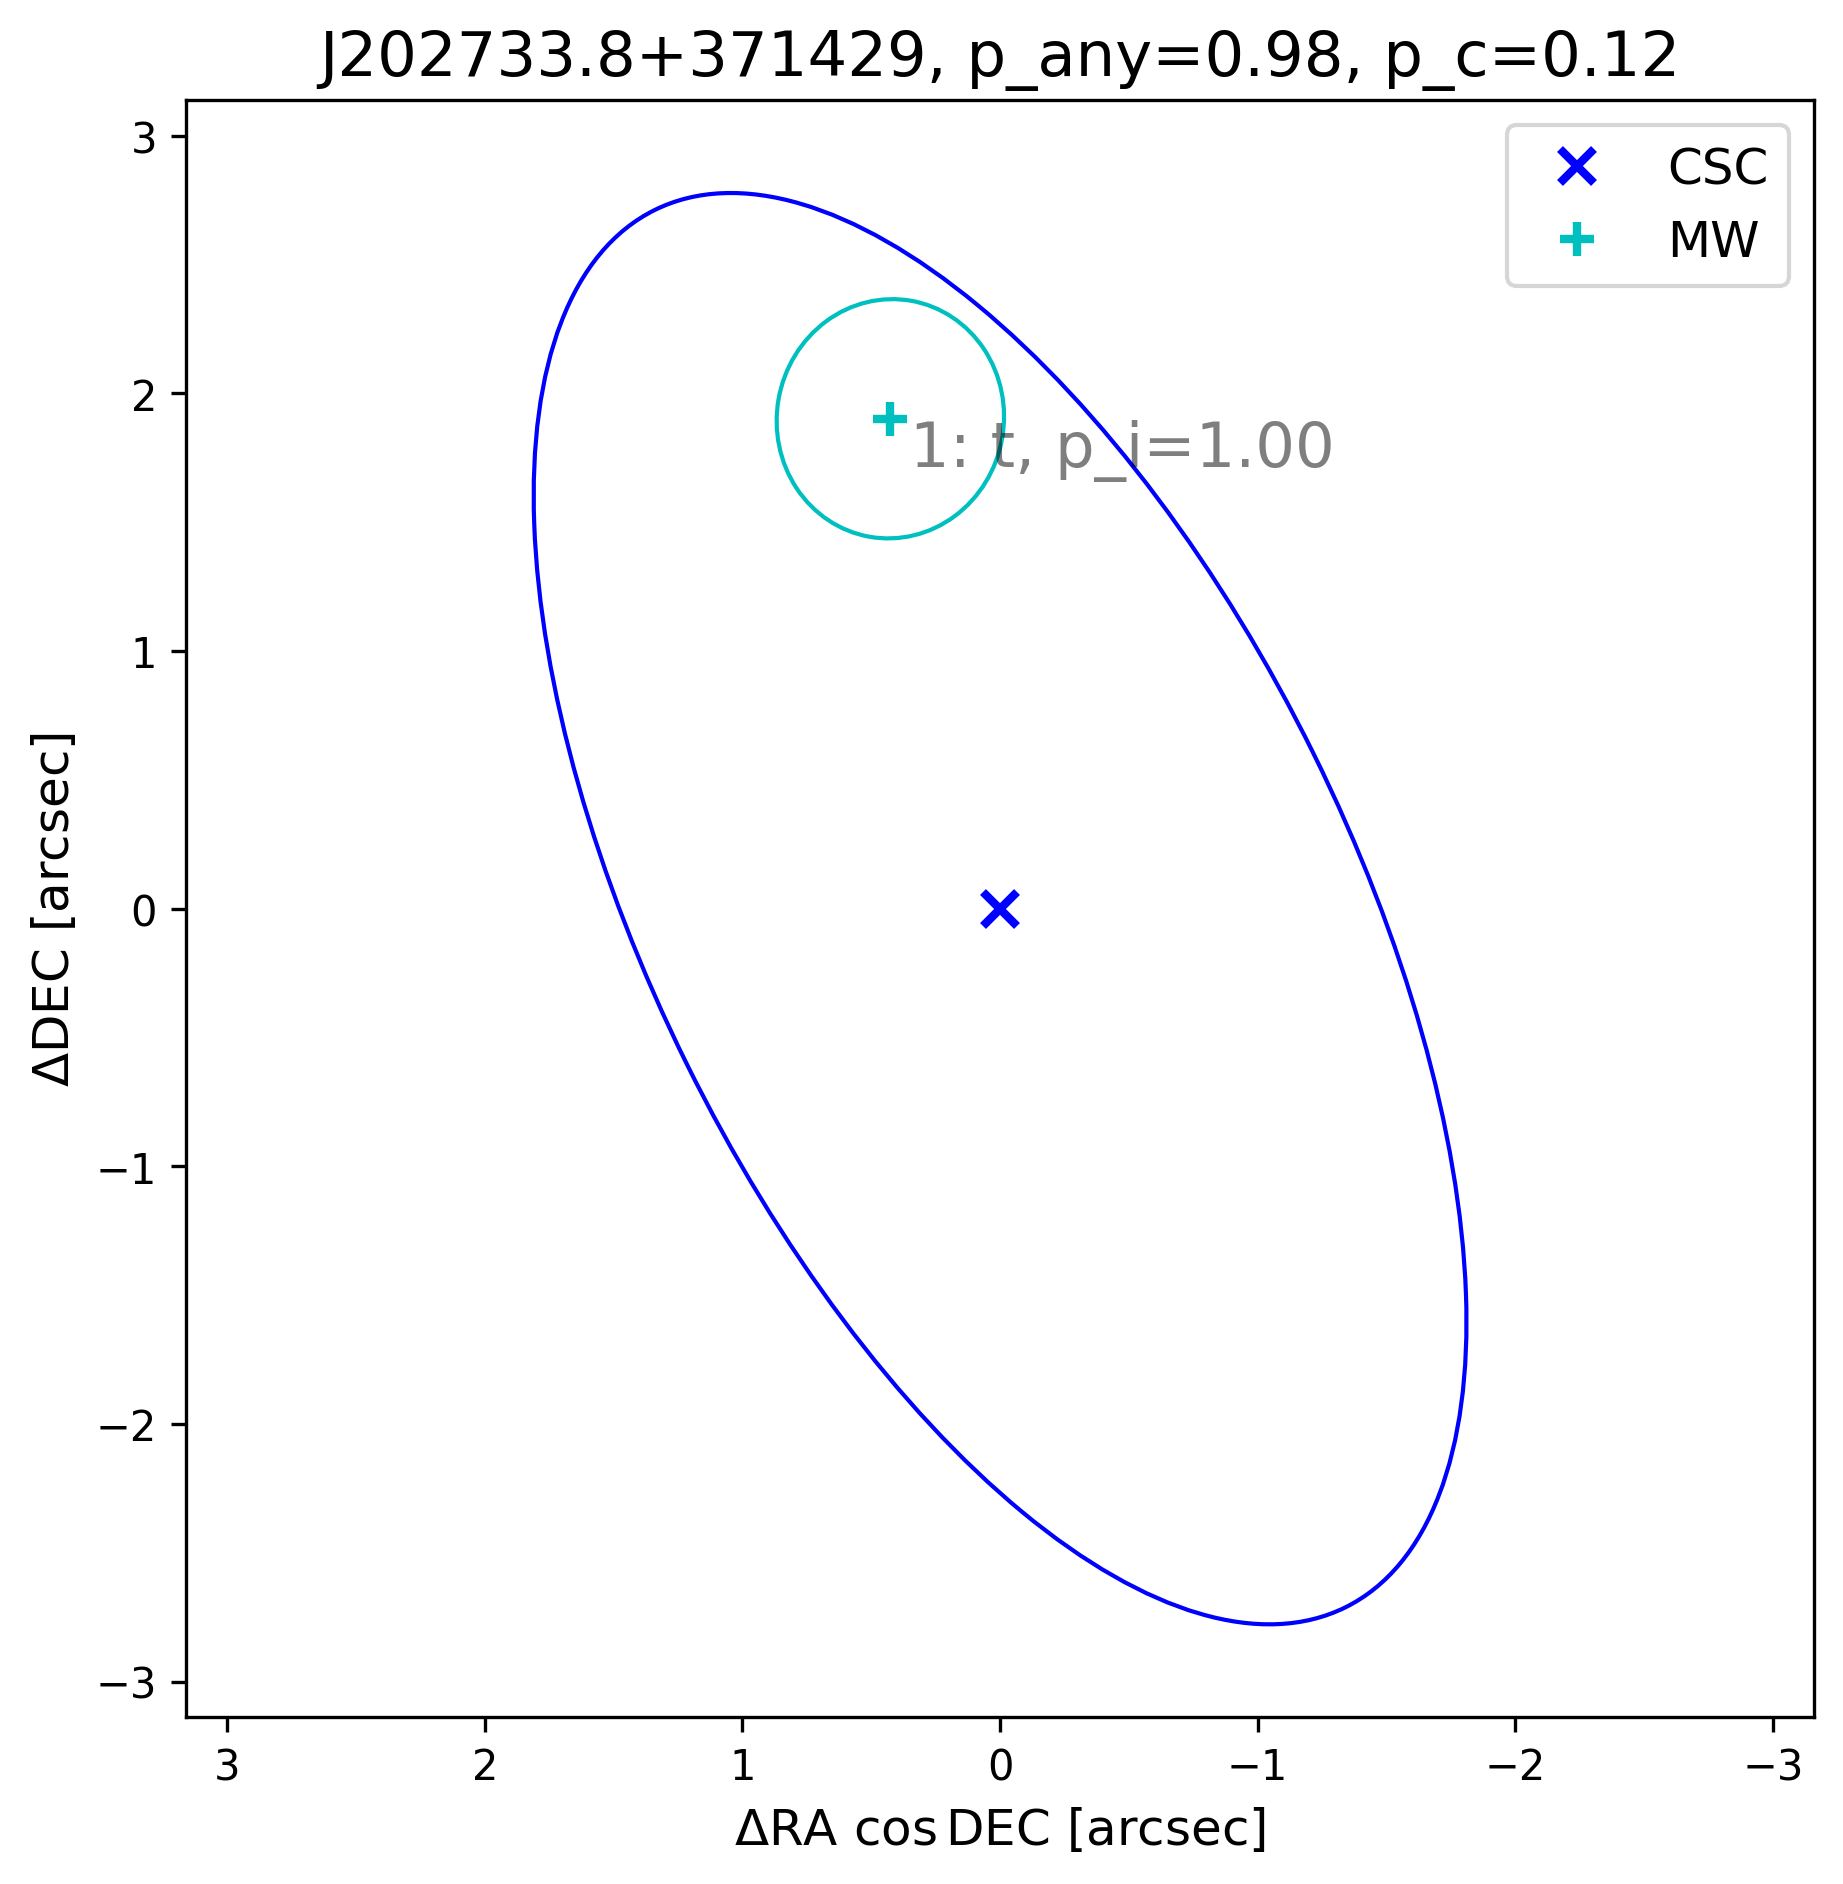 J202733.8+371429, p_any=0.98, p_c=0.12
CSC
MW
1: t, p_i=1.00
3
2
1
0
−1
−2
−3
ΔDEC [arcsec]
3 2 1 0 −1 −2 −3
ΔRA cos DEC [arcsec]